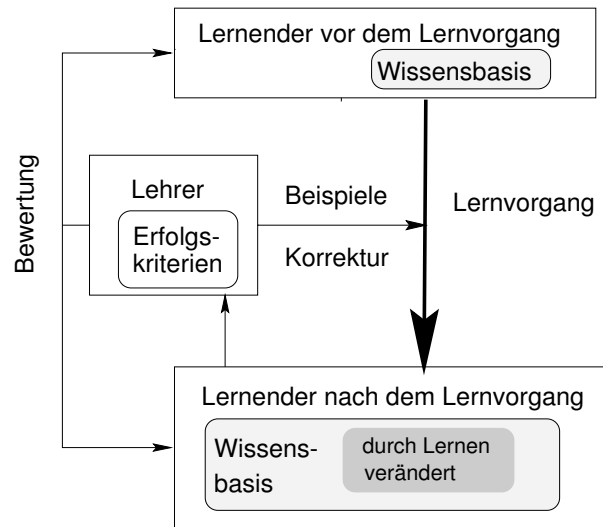 Lernender vor dem Lernvorgang
Wissensbasis
Bewertung
Lehrer
Erfolgs-
kriterien
Beispiele
Korrektur
Lernvorgang
Lernender nach dem Lernvorgang
Wissens-
basis
durch Lernen
verändert